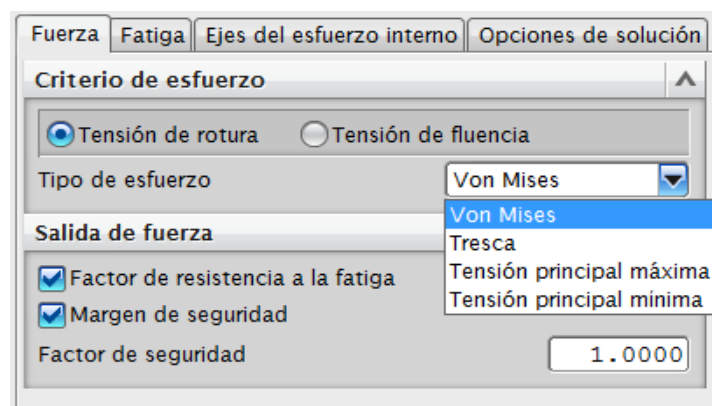 Fuerza Fatiga Ejes del esfuerzo interno Opciones de solución
Criterio de esfuerzo
Tensión de rotura Tensión de fluencia
Tipo de esfuerzo Von Mises
Von Mises
Salida de fuerza
Tresca
Factor de resistencia a la fatiga Tensión principal máxima
Tensión principal mínima
Margen de seguridad
Factor de seguridad 1.0000